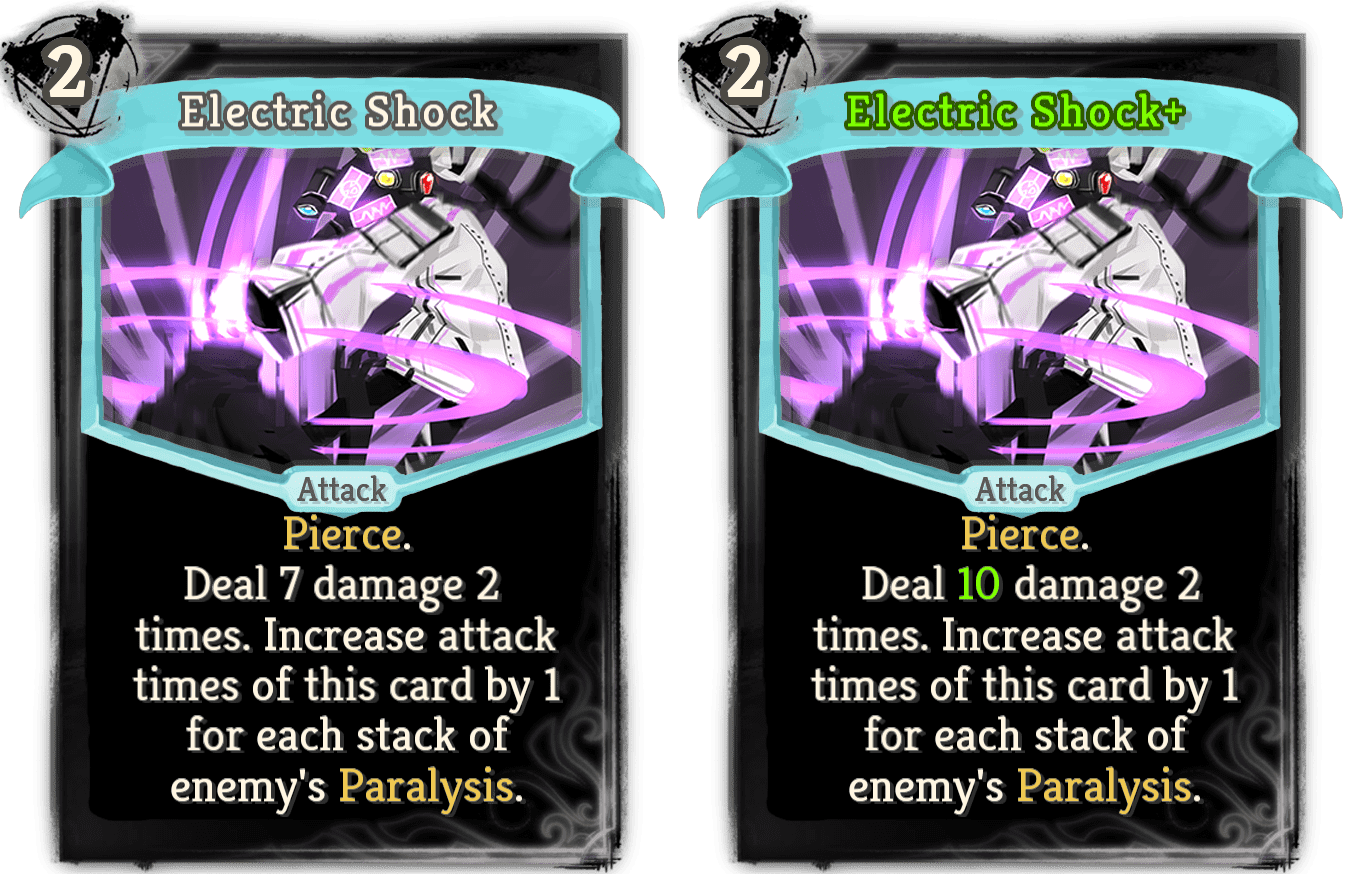 2
Electric Shock
Attack
Pierce.
Deal 7 damage 2
times. Increase attack
times of this card by 1
for each stack of
enemy's Paralysis.
2
Electric Shock+
Attack
Pierce.
Deal 10 damage 2
times. Increase attack
times of this card by 1
for each stack of
enemy's Paralysis.